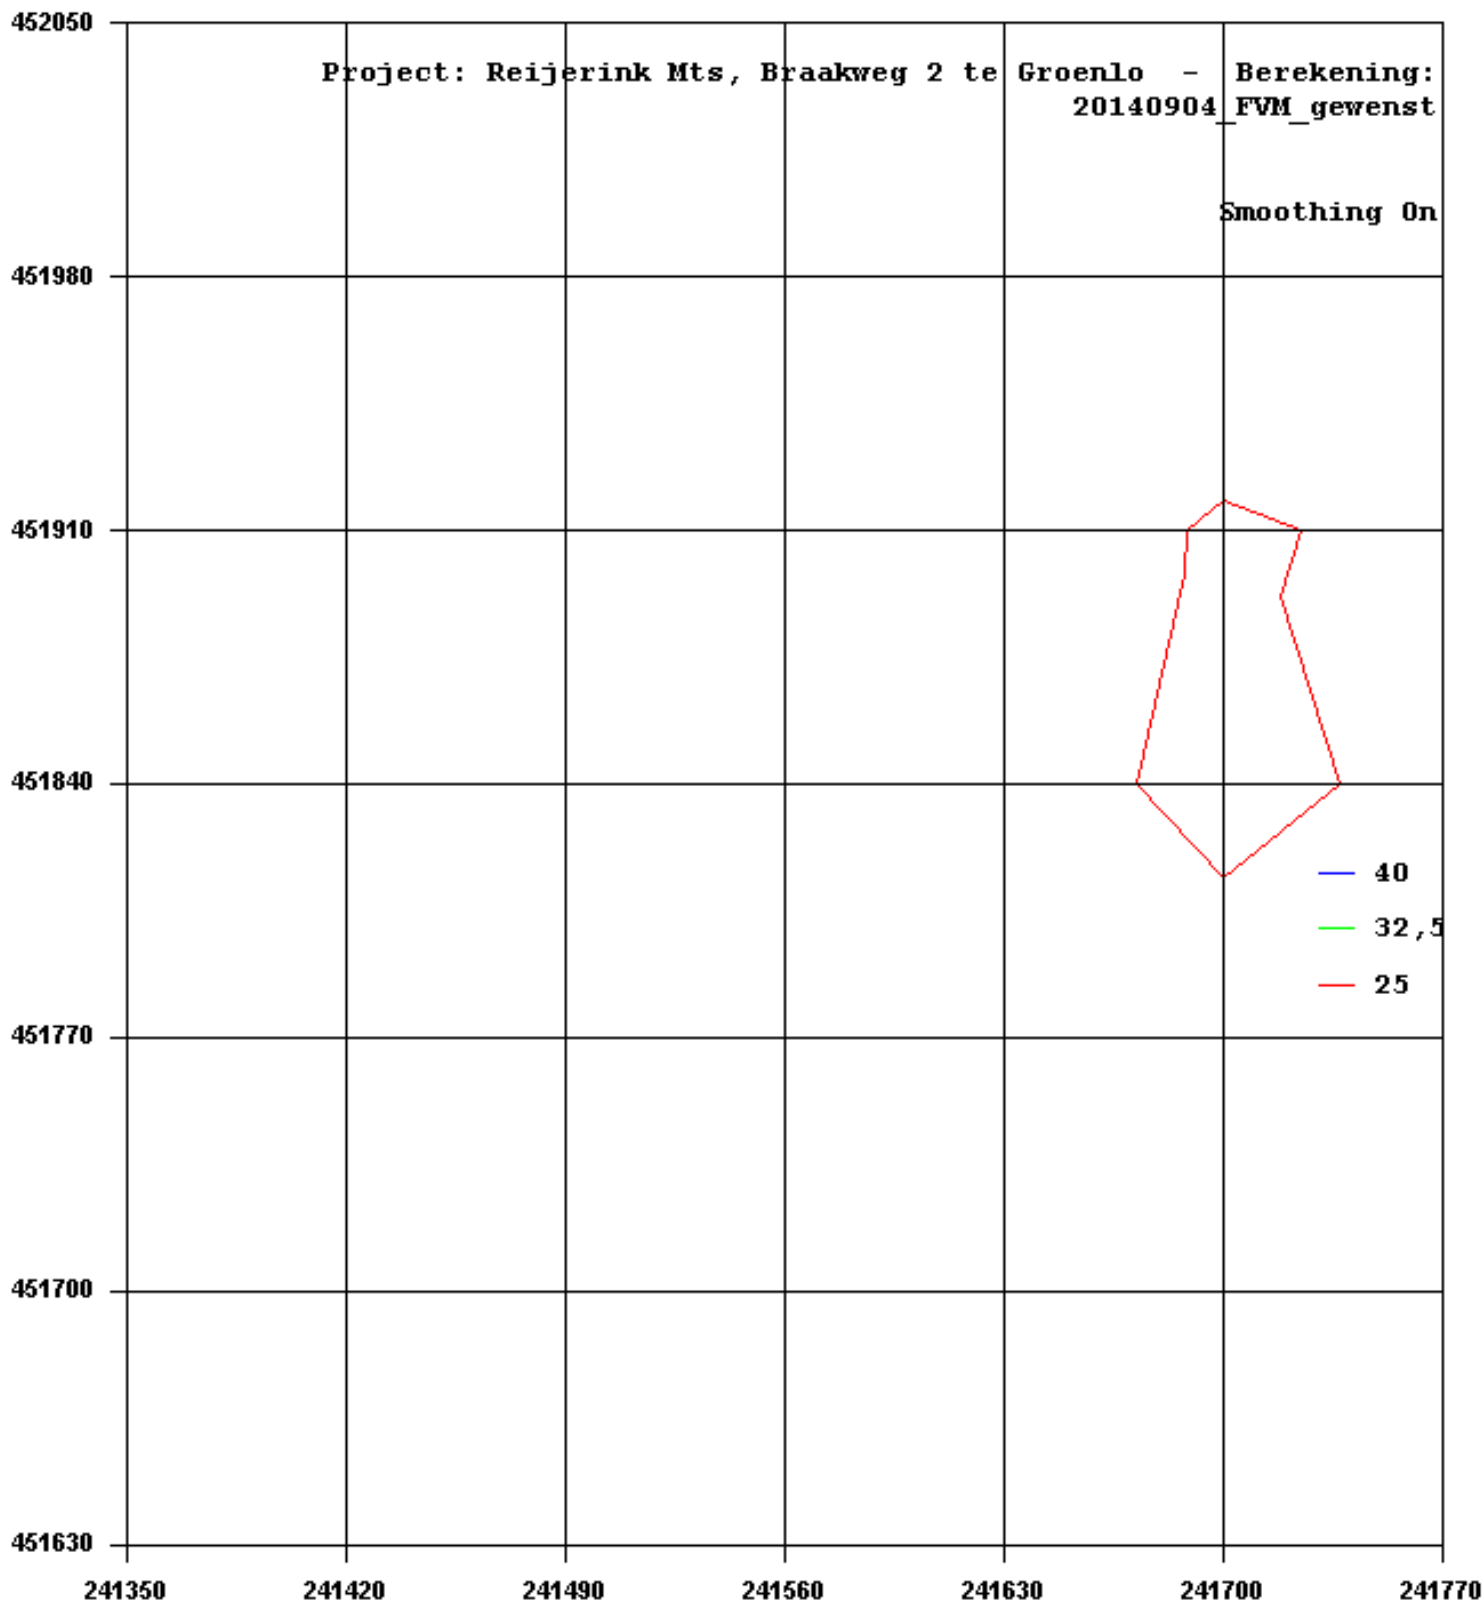 452050
Project: Reijerink Mts, Braakweg 2 te Groenlo - Berekening:
20140904_FVM_gewenst
Smoothing On
451980
451910
451840
40
32,5
25
451770
451700
451630
241350 241420 241490 241560 241630 241700 241770